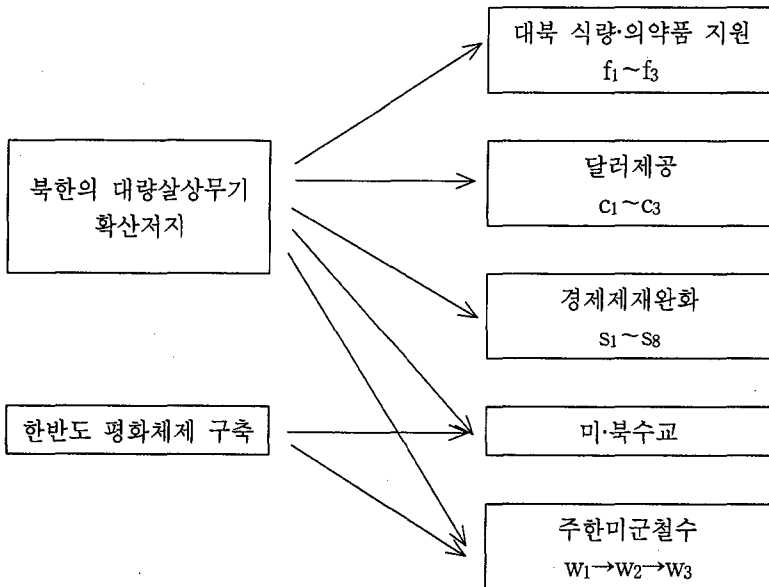 대북 식량·의약품 지원
f₁～f₃
북한의 대량살상무기
확산저지
달러제공
c₁～c₃
경제제재완화
s₁～s₈
한반도 평화체제 구축
미·북수교
주한미군철수
w₁→w₂→w₃